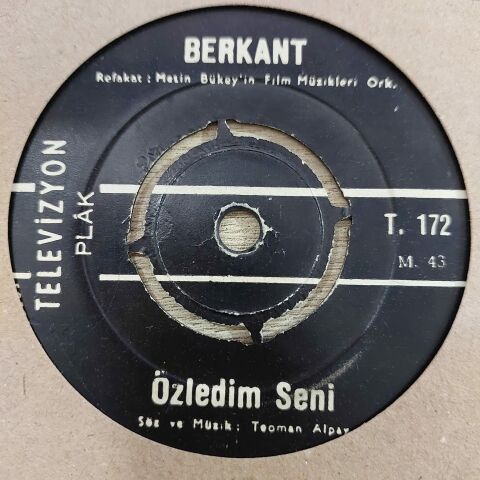 BERKANT
Refakat : Metin Bükey'in Film Müzikleri Ork.
TELEVİZYON
PLÂK
T. 172
M. 43
Özledim Seni
Söz ve Müzik : Teoman Alpay